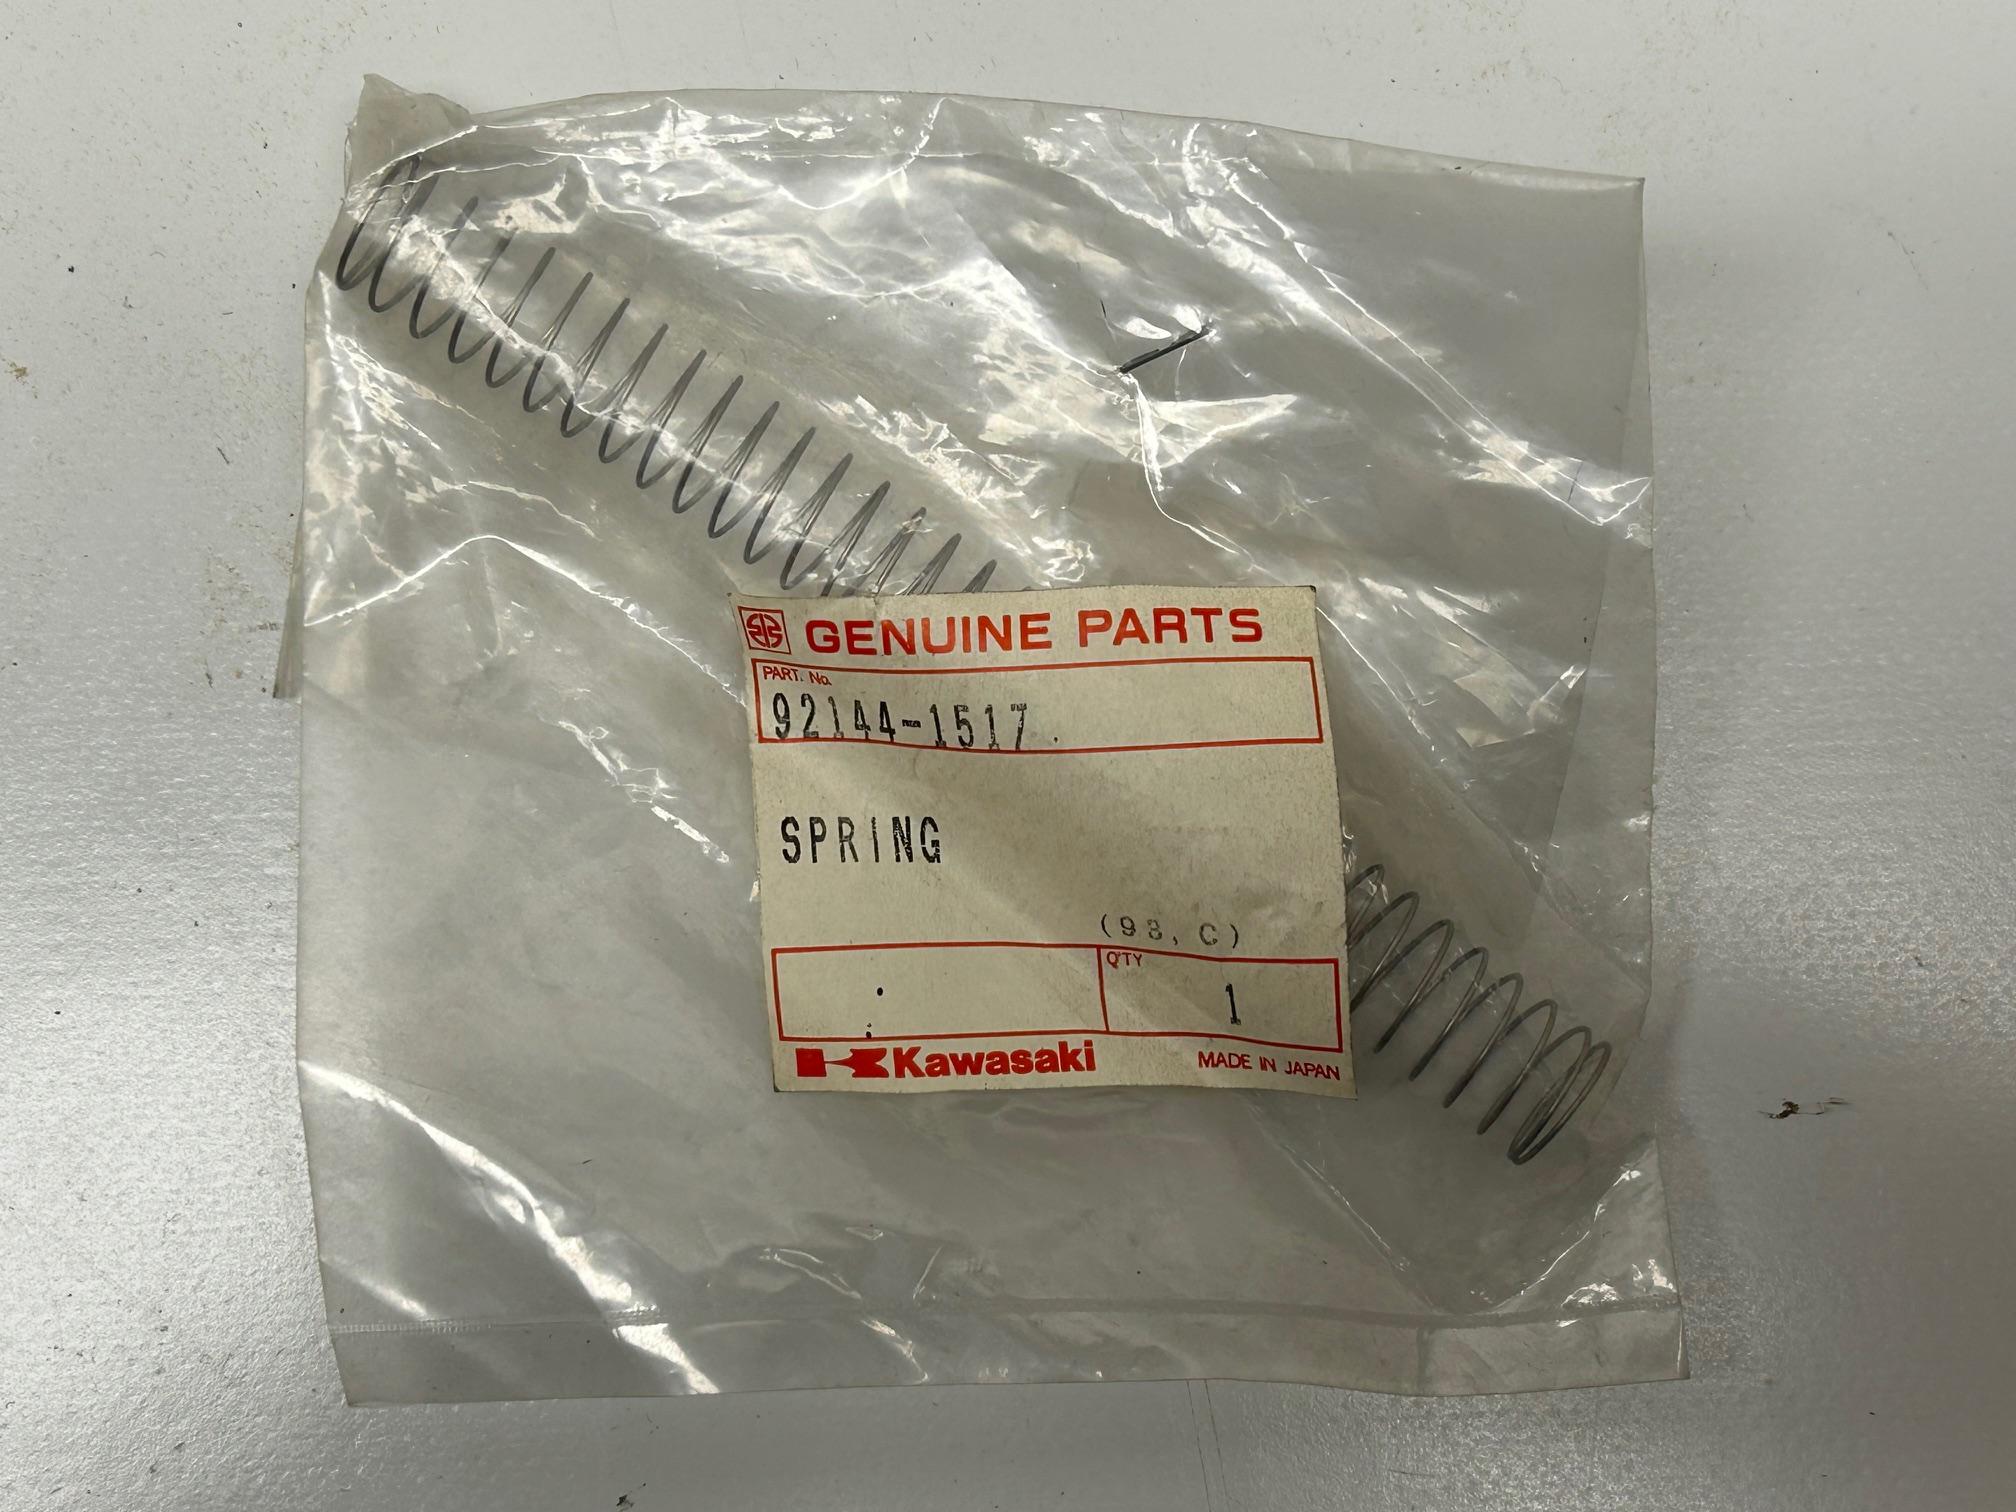 GENUINE PARTS
PART. No.
92144-1517
SPRING
(98, C)
Q'TY
1
Kawasaki
MADE IN JAPAN